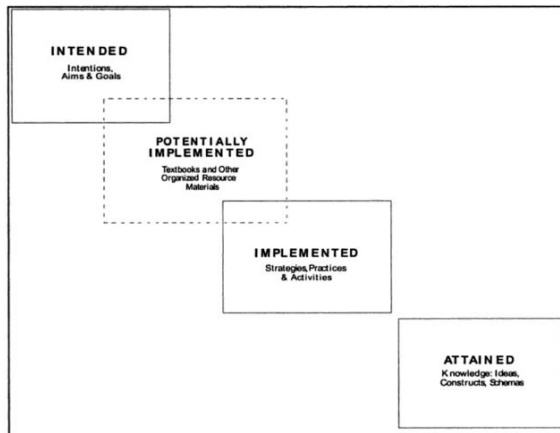 INTENDED
Intentions,
Aims & Goals
POTENTIALLY
IMPLEMENTED
Textbooks and Other
Organized Resource
Materials
IMPLEMENTED
Strategies, Practices
& Activities
ATTAINED
Knowledge: Ideas,
Constructs, Schemas